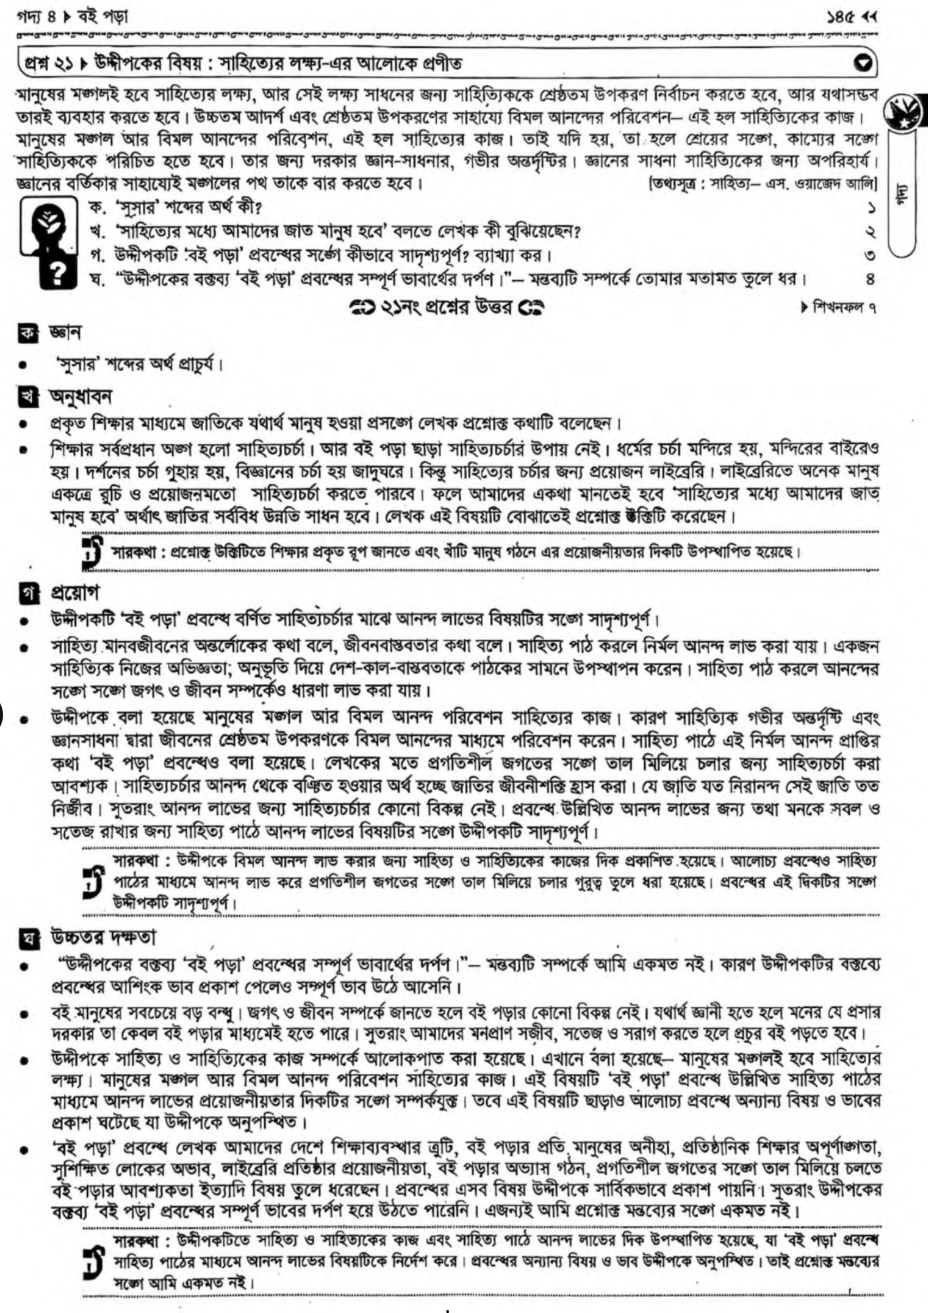 গদ্য ৪ ▶ বই পড়া ১৪৫ ◀◀
প্রশ্ন ২১ ▶ উদ্দীপকের বিষয় : সাহিত্যের লক্ষ্য-এর আলোকে প্রণীত
মানুষের মঙ্গলই হবে সাহিত্যের লক্ষ্য, আর সেই লক্ষ্য সাধনের জন্য সাহিত্যিককে শ্রেষ্ঠতম উপকরণ নির্বাচন করতে হবে, আর যথাসম্ভব
তারই ব্যবহার করতে হবে। উচ্চতম আদর্শ এবং শ্রেষ্ঠতম উপকরণের সাহায্যে বিমল আনন্দের পরিবেশন– এই হল সাহিত্যিকের কাজ।
মানুষের মঙ্গল আর বিমল আনন্দের পরিবেশন, এই হল সাহিত্যের কাজ। তাই যদি হয়, তা হলে শ্রেয়ের সঙ্গে, কাম্যের সঙ্গে
সাহিত্যিককে পরিচিত হতে হবে। তার জন্য দরকার জ্ঞান-সাধনার, গভীর অন্তর্দৃষ্টির। জ্ঞানের সাধনা সাহিত্যিকের জন্য অপরিহার্য।
জ্ঞানের বর্তিকার সাহায্যেই মঙ্গলের পথ তাকে বার করতে হবে। [তথ্যসূত্র : সাহিত্য– এস. ওয়াজেদ আলি]
গদ্য
ক. 'সুসার' শব্দের অর্থ কী? ১
খ. 'সাহিত্যের মধ্যে আমাদের জাত মানুষ হবে' বলতে লেখক কী বুঝিয়েছেন? ২
গ. উদ্দীপকটি 'বই পড়া' প্রবন্ধের সঙ্গে কীভাবে সাদৃশ্যপূর্ণ? ব্যাখ্যা কর। ৩
ঘ. "উদ্দীপকের বক্তব্য 'বই পড়া' প্রবন্ধের সম্পূর্ণ ভাবার্থের দর্পণ।"– মন্তব্যটি সম্পর্কে তোমার মতামত তুলে ধর। ৪
২১নং প্রশ্নের উত্তর ▶ শিখনফল ৭
ক জ্ঞান
● 'সুসার' শব্দের অর্থ প্রাচুর্য।
খ অনুধাবন
● প্রকৃত শিক্ষার মাধ্যমে জাতিকে যথার্থ মানুষ হওয়া প্রসঙ্গে লেখক প্রশ্নোক্ত কথাটি বলেছেন।
● শিক্ষার সর্বপ্রধান অঙ্গ হলো সাহিত্যচর্চা। আর বই পড়া ছাড়া সাহিত্যচর্চার উপায় নেই। ধর্মের চর্চা মন্দিরে হয়, মন্দিরের বাইরেও
হয়। দর্শনের চর্চা গুহায় হয়, বিজ্ঞানের চর্চা হয় জাদুঘরে। কিন্তু সাহিত্যের চর্চার জন্য প্রয়োজন লাইব্রেরি। লাইব্রেরিতে অনেক মানুষ
একত্রে রুচি ও প্রয়োজনমতো সাহিত্যচর্চা করতে পারবে। ফলে আমাদের একথা মানতেই হবে 'সাহিত্যের মধ্যে আমাদের জাত
মানুষ হবে' অর্থাৎ জাতির সর্ববিধ উন্নতি সাধন হবে। লেখক এই বিষয়টি বোঝাতেই প্রশ্নোক্ত উক্তিটি করেছেন।
সারকথা : প্রশ্নোক্ত উক্তিটিতে শিক্ষার প্রকৃত রূপ জানতে এবং খাঁটি মানুষ গঠনে এর প্রয়োজনীয়তার দিকটি উপস্থাপিত হয়েছে।
গ প্রয়োগ
● উদ্দীপকটি 'বই পড়া' প্রবন্ধে বর্ণিত সাহিত্যচর্চার মাঝে আনন্দ লাভের বিষয়টির সঙ্গে সাদৃশ্যপূর্ণ।
● সাহিত্য মানবজীবনের অন্তর্লোকের কথা বলে, জীবনবাস্তবতার কথা বলে। সাহিত্য পাঠ করলে নির্মল আনন্দ লাভ করা যায়। একজন
সাহিত্যিক নিজের অভিজ্ঞতা, অনুভূতি দিয়ে দেশ-কাল-বাস্তবতাকে পাঠকের সামনে উপস্থাপন করেন। সাহিত্য পাঠ করলে আনন্দের
সঙ্গে সঙ্গে জগৎ ও জীবন সম্পর্কেও ধারণা লাভ করা যায়।
● উদ্দীপকে বলা হয়েছে মানুষের মঙ্গল আর বিমল আনন্দ পরিবেশন সাহিত্যের কাজ। কারণ সাহিত্যিক গভীর অন্তর্দৃষ্টি এবং
জ্ঞানসাধনা দ্বারা জীবনের শ্রেষ্ঠতম উপকরণকে বিমল আনন্দের মাধ্যমে পরিবেশন করেন। সাহিত্য পাঠে এই নির্মল আনন্দ প্রাপ্তির
কথা 'বই পড়া' প্রবন্ধেও বলা হয়েছে। লেখকের মতে প্রগতিশীল জগতের সঙ্গে তাল মিলিয়ে চলার জন্য সাহিত্যচর্চা করা
আবশ্যক। সাহিত্যচর্চার আনন্দ থেকে বঞ্চিত হওয়ার অর্থ হচ্ছে জাতির জীবনীশক্তি হ্রাস করা। যে জাতি যত নিরানন্দ সেই জাতি তত
নির্জীব। সুতরাং আনন্দ লাভের জন্য সাহিত্যচর্চার কোনো বিকল্প নেই। প্রবন্ধে উল্লিখিত আনন্দ লাভের জন্য তথা মনকে সবল ও
সতেজ রাখার জন্য সাহিত্য পাঠে আনন্দ লাভের বিষয়টির সঙ্গে উদ্দীপকটি সাদৃশ্যপূর্ণ।
সারকথা : উদ্দীপকে বিমল আনন্দ লাভ করার জন্য সাহিত্য ও সাহিত্যিকের কাজের দিক প্রকাশিত হয়েছে। আলোচ্য প্রবন্ধেও সাহিত্য
পাঠের মাধ্যমে আনন্দ লাভ করে প্রগতিশীল জগতের সঙ্গে তাল মিলিয়ে চলার গুরুত্ব তুলে ধরা হয়েছে। প্রবন্ধের এই দিকটির সঙ্গে
উদ্দীপকটি সাদৃশ্যপূর্ণ।
ঘ উচ্চতর দক্ষতা
● "উদ্দীপকের বক্তব্য 'বই পড়া' প্রবন্ধের সম্পূর্ণ ভাবার্থের দর্পণ।"– মন্তব্যটি সম্পর্কে আমি একমত নই। কারণ উদ্দীপকটির বক্তব্যে
প্রবন্ধের আংশিক ভাব প্রকাশ পেলেও সম্পূর্ণ ভাব উঠে আসেনি।
● বই মানুষের সবচেয়ে বড় বন্ধু। জগৎ ও জীবন সম্পর্কে জানতে হলে বই পড়ার কোনো বিকল্প নেই। যথার্থ জ্ঞানী হতে হলে মনের যে প্রসার
দরকার তা কেবল বই পড়ার মাধ্যমেই হতে পারে। সুতরাং আমাদের মনপ্রাণ সজীব, সতেজ ও সরাগ করতে হলে প্রচুর বই পড়তে হবে।
● উদ্দীপকে সাহিত্য ও সাহিত্যিকের কাজ সম্পর্কে আলোকপাত করা হয়েছে। এখানে বলা হয়েছে– মানুষের মঙ্গলই হবে সাহিত্যের
লক্ষ্য। মানুষের মঙ্গল আর বিমল আনন্দ পরিবেশন সাহিত্যের কাজ। এই বিষয়টি 'বই পড়া' প্রবন্ধে উল্লিখিত সাহিত্য পাঠের
মাধ্যমে আনন্দ লাভের প্রয়োজনীয়তার দিকটির সঙ্গে সম্পর্কযুক্ত। তবে এই বিষয়টি ছাড়াও আলোচ্য প্রবন্ধে অন্যান্য বিষয় ও ভাবের
প্রকাশ ঘটেছে যা উদ্দীপকে অনুপস্থিত।
● 'বই পড়া' প্রবন্ধে লেখক আমাদের দেশে শিক্ষাব্যবস্থার ত্রুটি, বই পড়ার প্রতি মানুষের অনীহা, প্রতিষ্ঠানিক শিক্ষার অপূর্ণাঙ্গতা,
সুশিক্ষিত লোকের অভাব, লাইব্রেরি প্রতিষ্ঠার প্রয়োজনীয়তা, বই পড়ার অভ্যাস গঠন, প্রগতিশীল জগতের সঙ্গে তাল মিলিয়ে চলতে
বই পড়ার আবশ্যকতা ইত্যাদি বিষয় তুলে ধরেছেন। প্রবন্ধের এসব বিষয় উদ্দীপকে সার্বিকভাবে প্রকাশ পায়নি। সুতরাং উদ্দীপকের
বক্তব্য 'বই পড়া' প্রবন্ধের সম্পূর্ণ ভাবের দর্পণ হয়ে উঠতে পারেনি। এজন্যই আমি প্রশ্নোক্ত মন্তব্যের সঙ্গে একমত নই।
সারকথা : উদ্দীপকটিতে সাহিত্য ও সাহিত্যকের কাজ এবং সাহিত্য পাঠে আনন্দ লাভের দিক উপস্থাপিত হয়েছে, যা 'বই পড়া' প্রবন্ধে
সাহিত্য পাঠের মাধ্যমে আনন্দ লাভের বিষয়টিকে নির্দেশ করে। প্রবন্ধের অন্যান্য বিষয় ও ভাব উদ্দীপকে অনুপস্থিত। তাই প্রশ্নোক্ত মন্তব্যের
সঙ্গে আমি একমত নই।